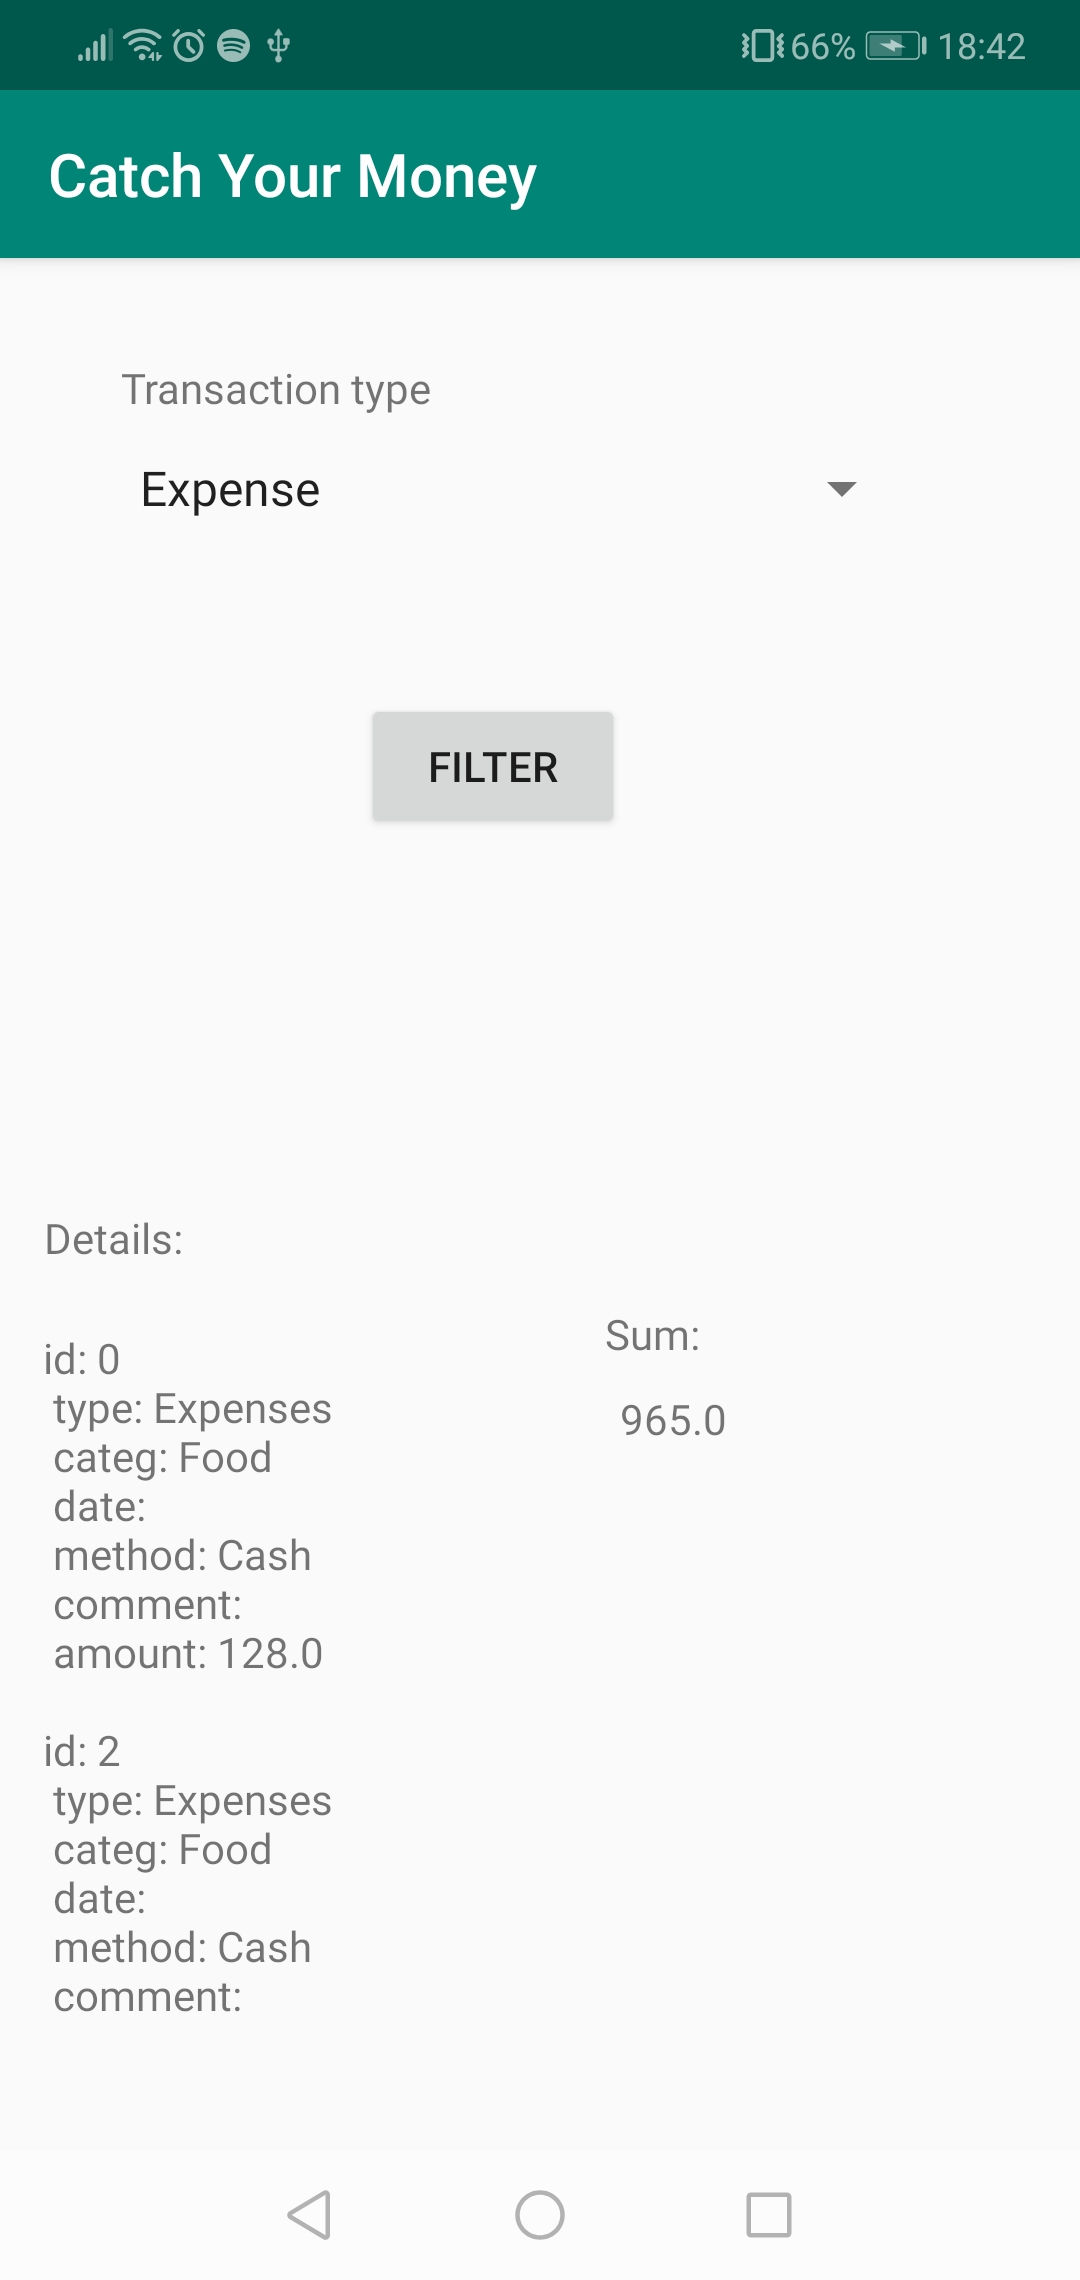 66% 18:42
Catch Your Money
Transaction type
Expense
FILTER
Details:
Sum:
965.0
id: 0
type: Expenses
categ: Food
date:
method: Cash
comment:
amount: 128.0
id: 2
type: Expenses
categ: Food
date:
method: Cash
comment: